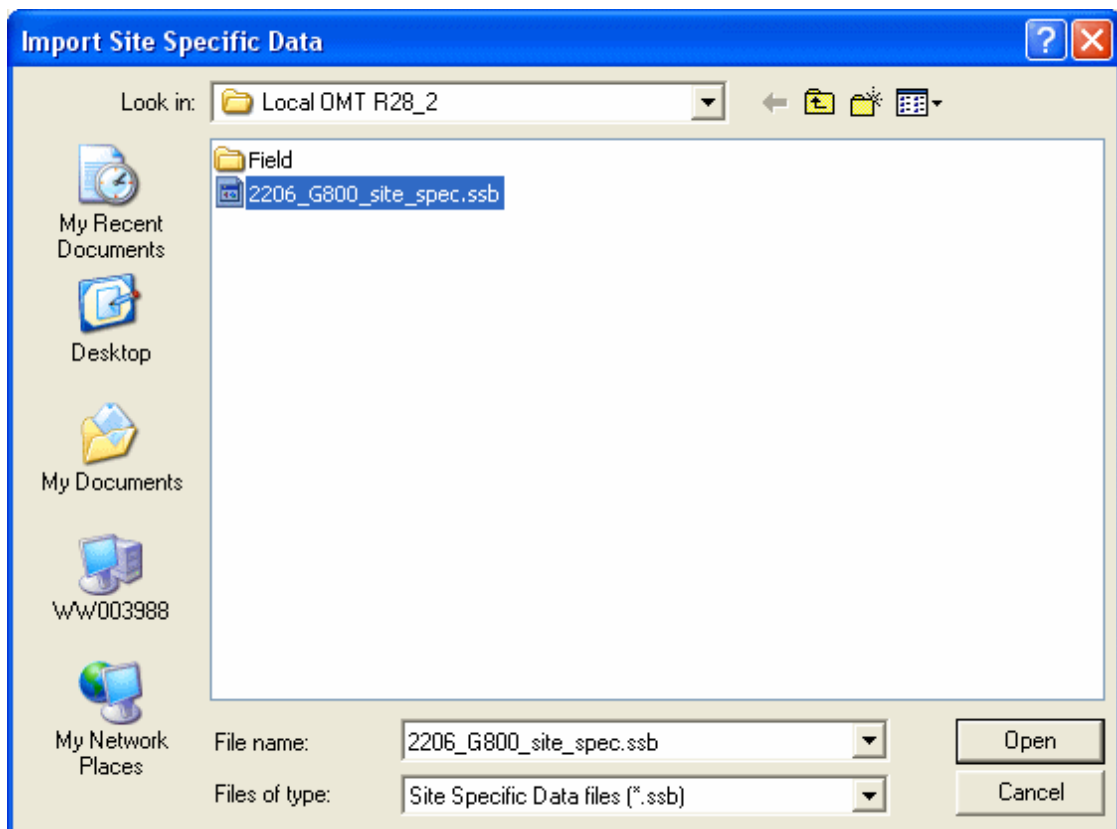 Import Site Specific Data
Look in:
Local OMT R28_2
Field
2206_G800_site_spec.ssb
My Recent
Documents
Desktop
My Documents
WW003988
My Network
Places
File name:
2206_G800_site_spec.ssb
Open
Files of type:
Site Specific Data files (*.ssb)
Cancel